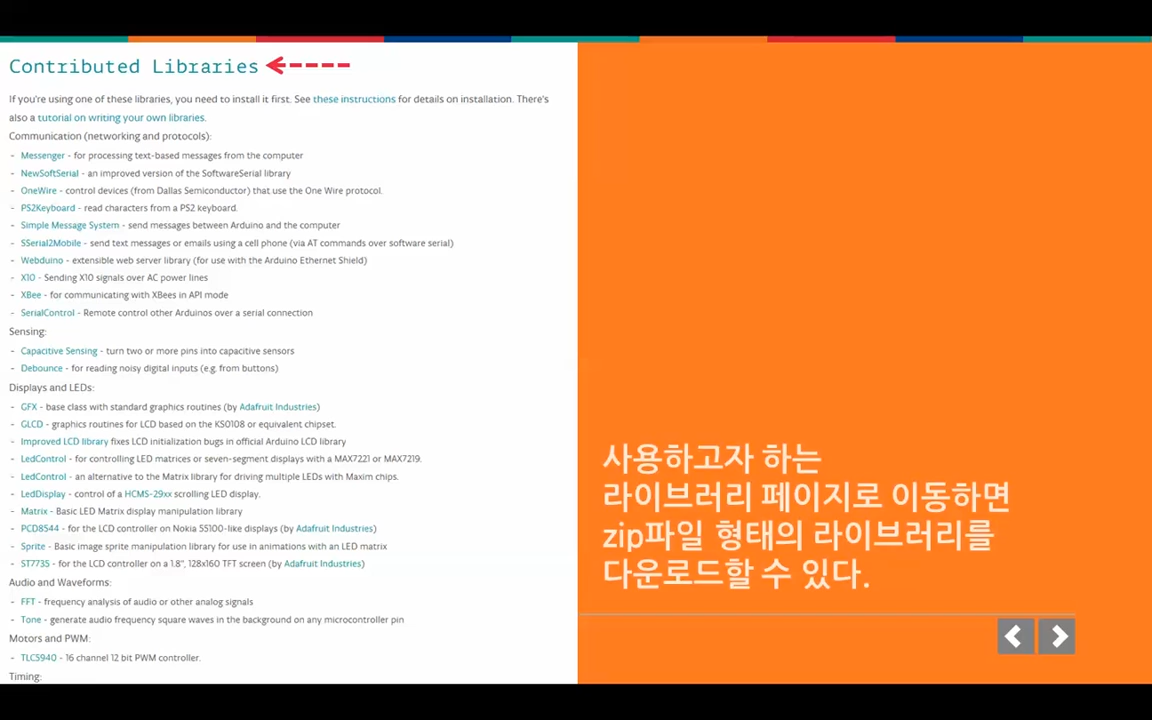 Contributed Libraries
If you're using one of these libraries, you need to install it first. See these instructions for details on installation. There's
also a tutorial on writing your own libraries.
Communication (networking and protocols):
- Messenger - for processing text-based messages from the computer
- NewSoftSerial - an improved version of the SoftwareSerial library
- OneWire - control devices (from Dallas Semiconductor) that use the One Wire protocol.
- PS2Keyboard - read characters from a PS2 keyboard.
- Simple Message System - send messages between Arduino and the computer
- SSerial2Mobile - send text messages or emails using a cell phone (via AT commands over software serial)
- Webduino - extensible web server library (for use with the Arduino Ethernet Shield)
- X10 - Sending X10 signals over AC power lines
- XBee - for communicating with XBees in API mode
- SerialControl - Remote control other Arduinos over a serial connection
Sensing:
- Capacitive Sensing - turn two or more pins into capacitive sensors
- Debounce - for reading noisy digital inputs (e.g. from buttons)
Displays and LEDs:
- GFX - base class with standard graphics routines (by Adafruit Industries)
- GLCD - graphics routines for LCD based on the KS0108 or equivalent chipset.
- Improved LCD library fixes LCD initialization bugs in official Arduino LCD library
- LedControl - for controlling LED matrices or seven-segment displays with a MAX7221 or MAX7219.
- LedControl - an alternative to the Matrix library for driving multiple LEDs with Maxim chips.
- LedDisplay - control of a HCMS-29xx scrolling LED display.
- Matrix - Basic LED Matrix display manipulation library
- PCD8544 - for the LCD controller on Nokia 55100-like displays (by Adafruit Industries)
- Sprite - Basic image sprite manipulation library for use in animations with an LED matrix
- ST7735 - for the LCD controller on a 1.8", 128x160 TFT screen (by Adafruit Industries)
Audio and Waveforms:
- FFT - frequency analysis of audio or other analog signals
- Tone - generate audio frequency square waves in the background on any microcontroller pin
Motors and PWM:
- TLC5940 - 16 channel 12 bit PWM controller.
Timing:
사용하고자 하는
라이브러리 페이지로 이동하면
zip파일 형태의 라이브러리를
다운로드할 수 있다.